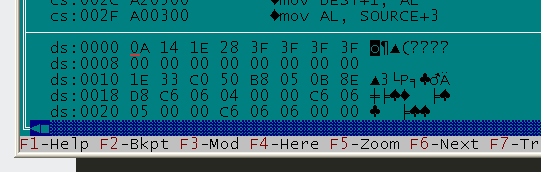 cs:002C A20500 ♦mov DEST+1, AL
cs:002F A00300 ♦mov AL, SOURCE+3
ds:0000 0A 14 1E 28 3F 3F 3F 3F ◙¶▲(????
ds:0008 00 00 00 00 00 00 00 00
ds:0010 1E 33 C0 50 B8 05 0B 8E ▲3└P╕♣♂Ä
ds:0018 D8 C6 06 04 00 00 C6 06 ╪╞♠♦  ╞♠
ds:0020 05 00 00 C6 06 06 00 00 ♣  ╞♠♠
F1-Help F2-Bkpt F3-Mod F4-Here F5-Zoom F6-Next F7-Tr